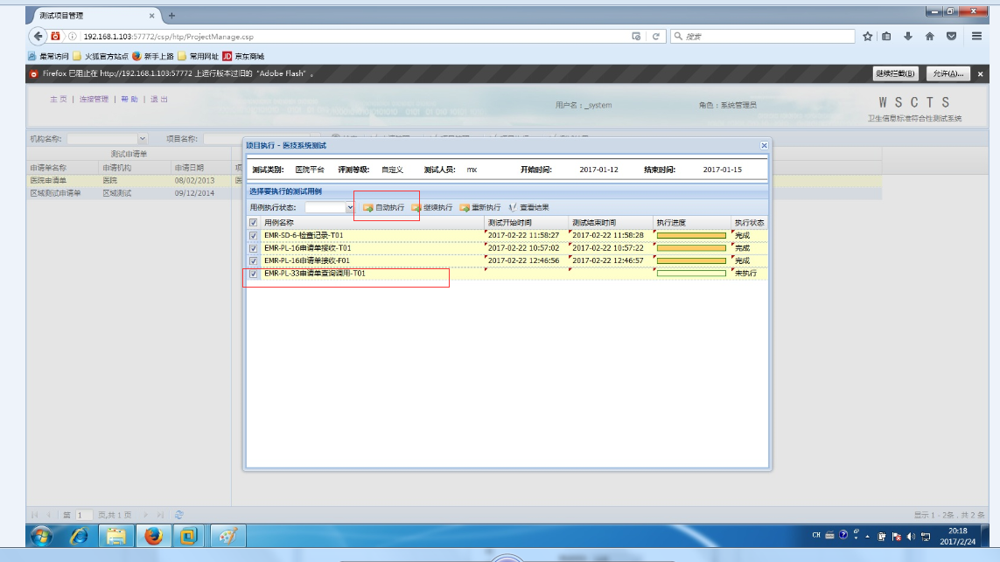 测试项目管理
192.168.1.103:57772/csp/htp/ProjectManage.csp
搜索
最常访问 火狐官方站点 新手上路 常用网址 JD 京东商城
Firefox 已阻止在 http://192.168.1.103:57772 上运行版本过旧的 "Adobe Flash" 。 继续拦截(B) 允许(A)...
主 页 | 连接管理 | 帮 助 | 退 出
用户名：_system 角色：系统管理员
W S C T S
卫生信息标准符合性测试系统
机构名称: 项目名称:
测试申请单
申请单名称 申请机构 申请日期 项
医院申请单 医院 08/02/2013 医
区域测试申请单 区域测试 09/12/2014
项目执行 - 医技系统测试
测试类别: 医院平台 评测等级: 自定义 测试人员: mx 开始时间: 2017-01-12 结束时间: 2017-01-15
选择要执行的测试用例
用例执行状态: 自动执行 继续执行 重新执行 查看结果
用例名称 测试开始时间 测试结束时间 执行进度 执行状态
EMR-SD-6-检查记录-T01 2017-02-22 11:58:27 2017-02-22 11:58:28 完成
EMR-PL-16申请单接收-T01 2017-02-22 10:57:02 2017-02-22 10:57:22 完成
EMR-PL-16申请单接收-F01 2017-02-22 12:46:56 2017-02-22 12:46:57 完成
EMR-PL-33申请单查询调用-T01 未执行
第 1 页,共 1 页 显示 1 - 2条，共 2 条
CH 20:18
2017/2/24